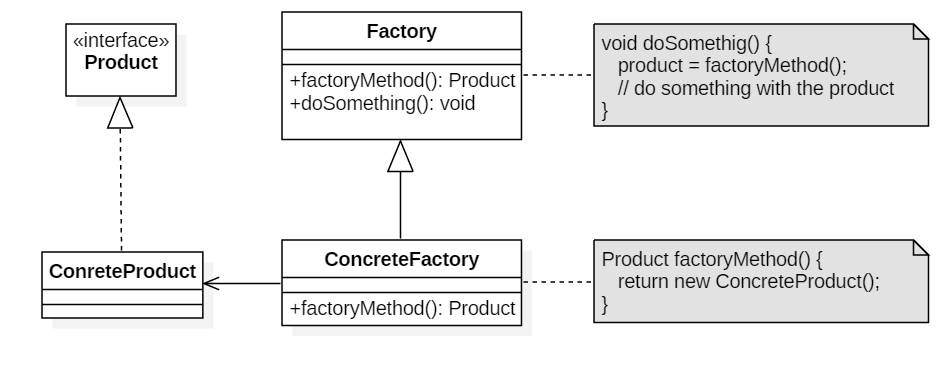 «interface»
Product
Factory
+factoryMethod(): Product
+doSomething(): void
void doSomethig() {
product = factoryMethod();
// do something with the product
}
ConreteProduct
ConcreteFactory
+factoryMethod(): Product
Product factoryMethod() {
return new ConcreteProduct();
}